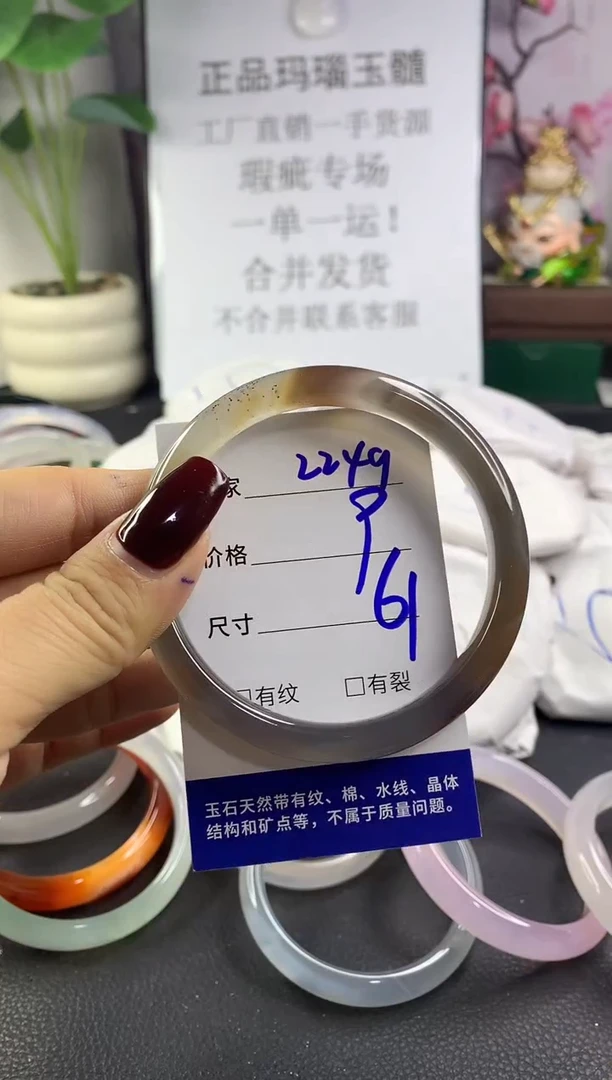 正品玛瑙玉髓
工厂直销一手货源
瑕疵专场
一单一运!
合并发货
不合并联系客服
家 2249
价格
尺寸 61
□有纹 □有裂
玉石天然带有纹、棉、水线、晶体
结构和矿点等，不属于质量问题。